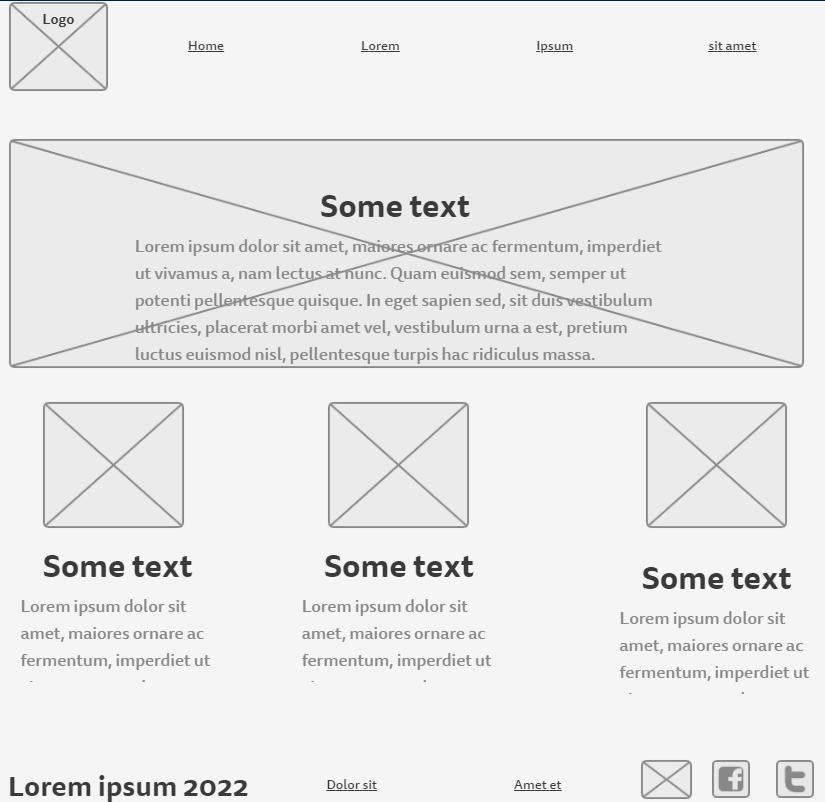 Logo
Home
Lorem
Ipsum
sit amet
Some text
Lorem ipsum dolor sit amet, maiores ornare ac fermentum, imperdiet
ut vivamus a, nam lectus at nunc. Quam euismod sem, semper ut
potenti pellentesque quisque. In eget sapien sed, sit duis vestibulum
ultricies, placerat morbi amet vel, vestibulum urna a est, pretium
luctus euismod nisl, pellentesque turpis hac ridiculus massa.
Some text
Lorem ipsum dolor sit
amet, maiores ornare ac
fermentum, imperdiet ut
Some text
Lorem ipsum dolor sit
amet, maiores ornare ac
fermentum, imperdiet ut
Some text
Lorem ipsum dolor sit
amet, maiores ornare ac
fermentum, imperdiet ut
Lorem ipsum 2022
Dolor sit
Amet et